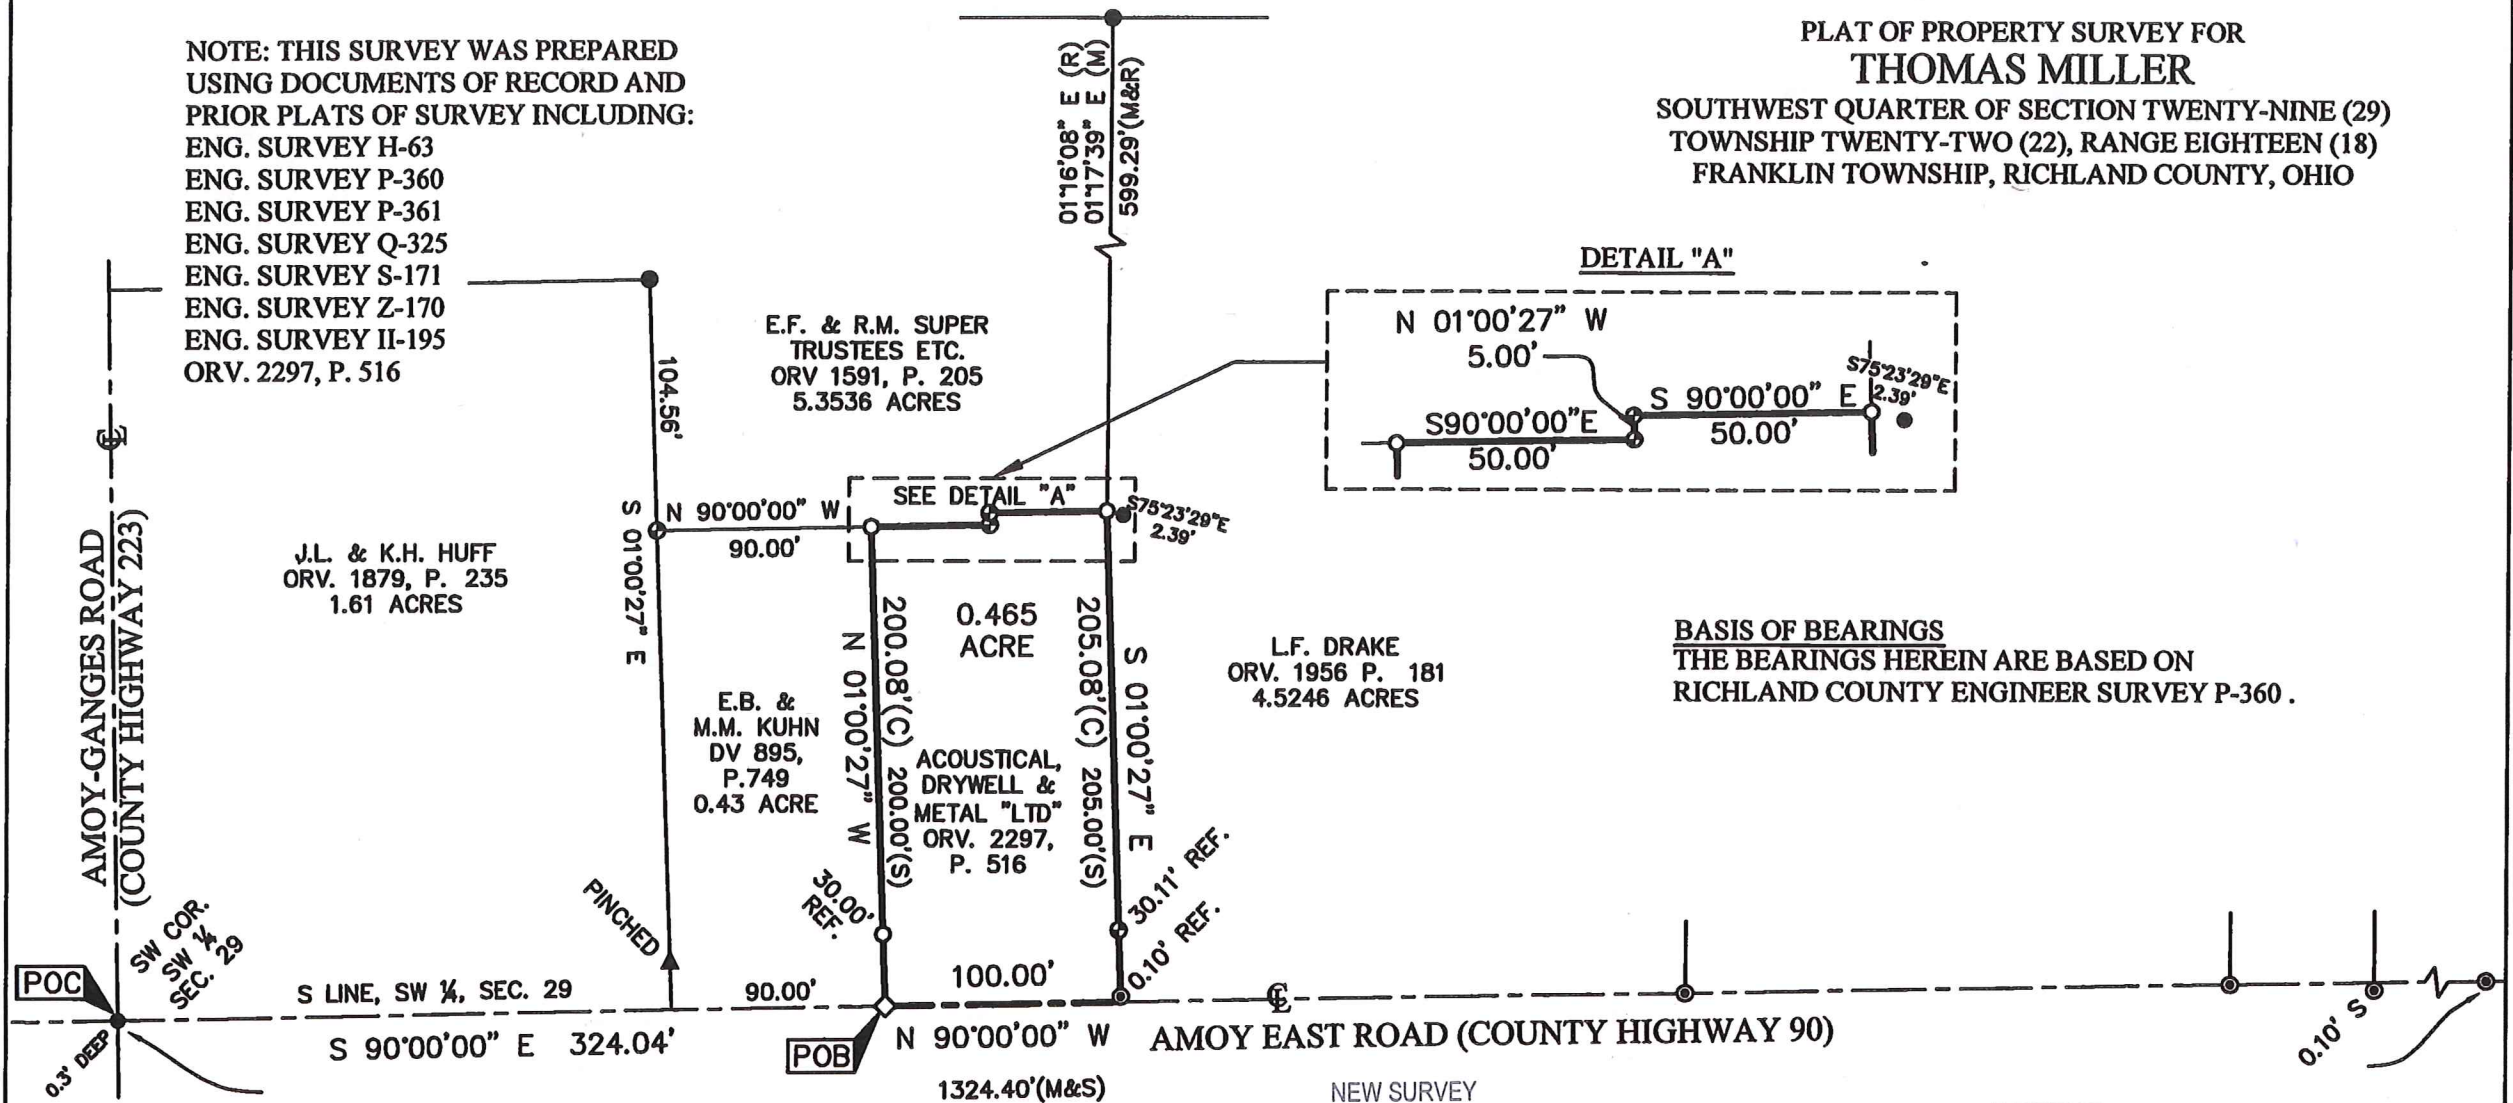 PLAT OF PROPERTY SURVEY FOR
THOMAS MILLER
SOUTHWEST QUARTER OF SECTION TWENTY-NINE (29)
TOWNSHIP TWENTY-TWO (22), RANGE EIGHTEEN (18)
FRANKLIN TOWNSHIP, RICHLAND COUNTY, OHIO
NOTE: THIS SURVEY WAS PREPARED
USING DOCUMENTS OF RECORD AND
PRIOR PLATS OF SURVEY INCLUDING:
ENG. SURVEY H-63
ENG. SURVEY P-360
ENG. SURVEY P-361
ENG. SURVEY Q-325
ENG. SURVEY S-171
ENG. SURVEY Z-170
ENG. SURVEY II-195
ORV. 2297, P. 516
01°16'08" E (R)
01°17'39" E (M)
599.29'(M&R)
DETAIL "A"
N 01°00'27" W
5.00'
S90°00'00"E
50.00'
S 90°00'00" E
50.00'
S75°23'29"E
2.39'
E.F. & R.M. SUPER
TRUSTEES ETC.
ORV 1591, P. 205
5.3536 ACRES
104.56'
S 01°00'27" E
N 90°00'00" W
90.00'
SEE DETAIL "A"
S75°23'29"E
2.39'
J.L. & K.H. HUFF
ORV. 1879, P. 235
1.61 ACRES
AMOY-GANGES ROAD
(COUNTY HIGHWAY 223)
E.B. &
M.M. KUHN
DV 895,
P.749
0.43 ACRE
200.08'(C) 200.00'(S)
N 01°00'27" W
0.465
ACRE
ACOUSTICAL,
DRYWELL &
METAL "LTD"
ORV. 2297,
P. 516
205.08'(C) 205.00'(S)
S 01°00'27" E
L.F. DRAKE
ORV. 1956 P. 181
4.5246 ACRES
BASIS OF BEARINGS
THE BEARINGS HEREIN ARE BASED ON
RICHLAND COUNTY ENGINEER SURVEY P-360 .
PINCHED
30.00'
REF.
30.11' REF.
0.10' REF.
SW COR.
SW ¼
SEC. 29
POC
0.3' DEEP
S LINE, SW ¼, SEC. 29
90.00'
100.00'
S 90°00'00" E 324.04'
POB
N 90°00'00" W
AMOY EAST ROAD (COUNTY HIGHWAY 90)
0.10' S
1324.40'(M&S)
NEW SURVEY